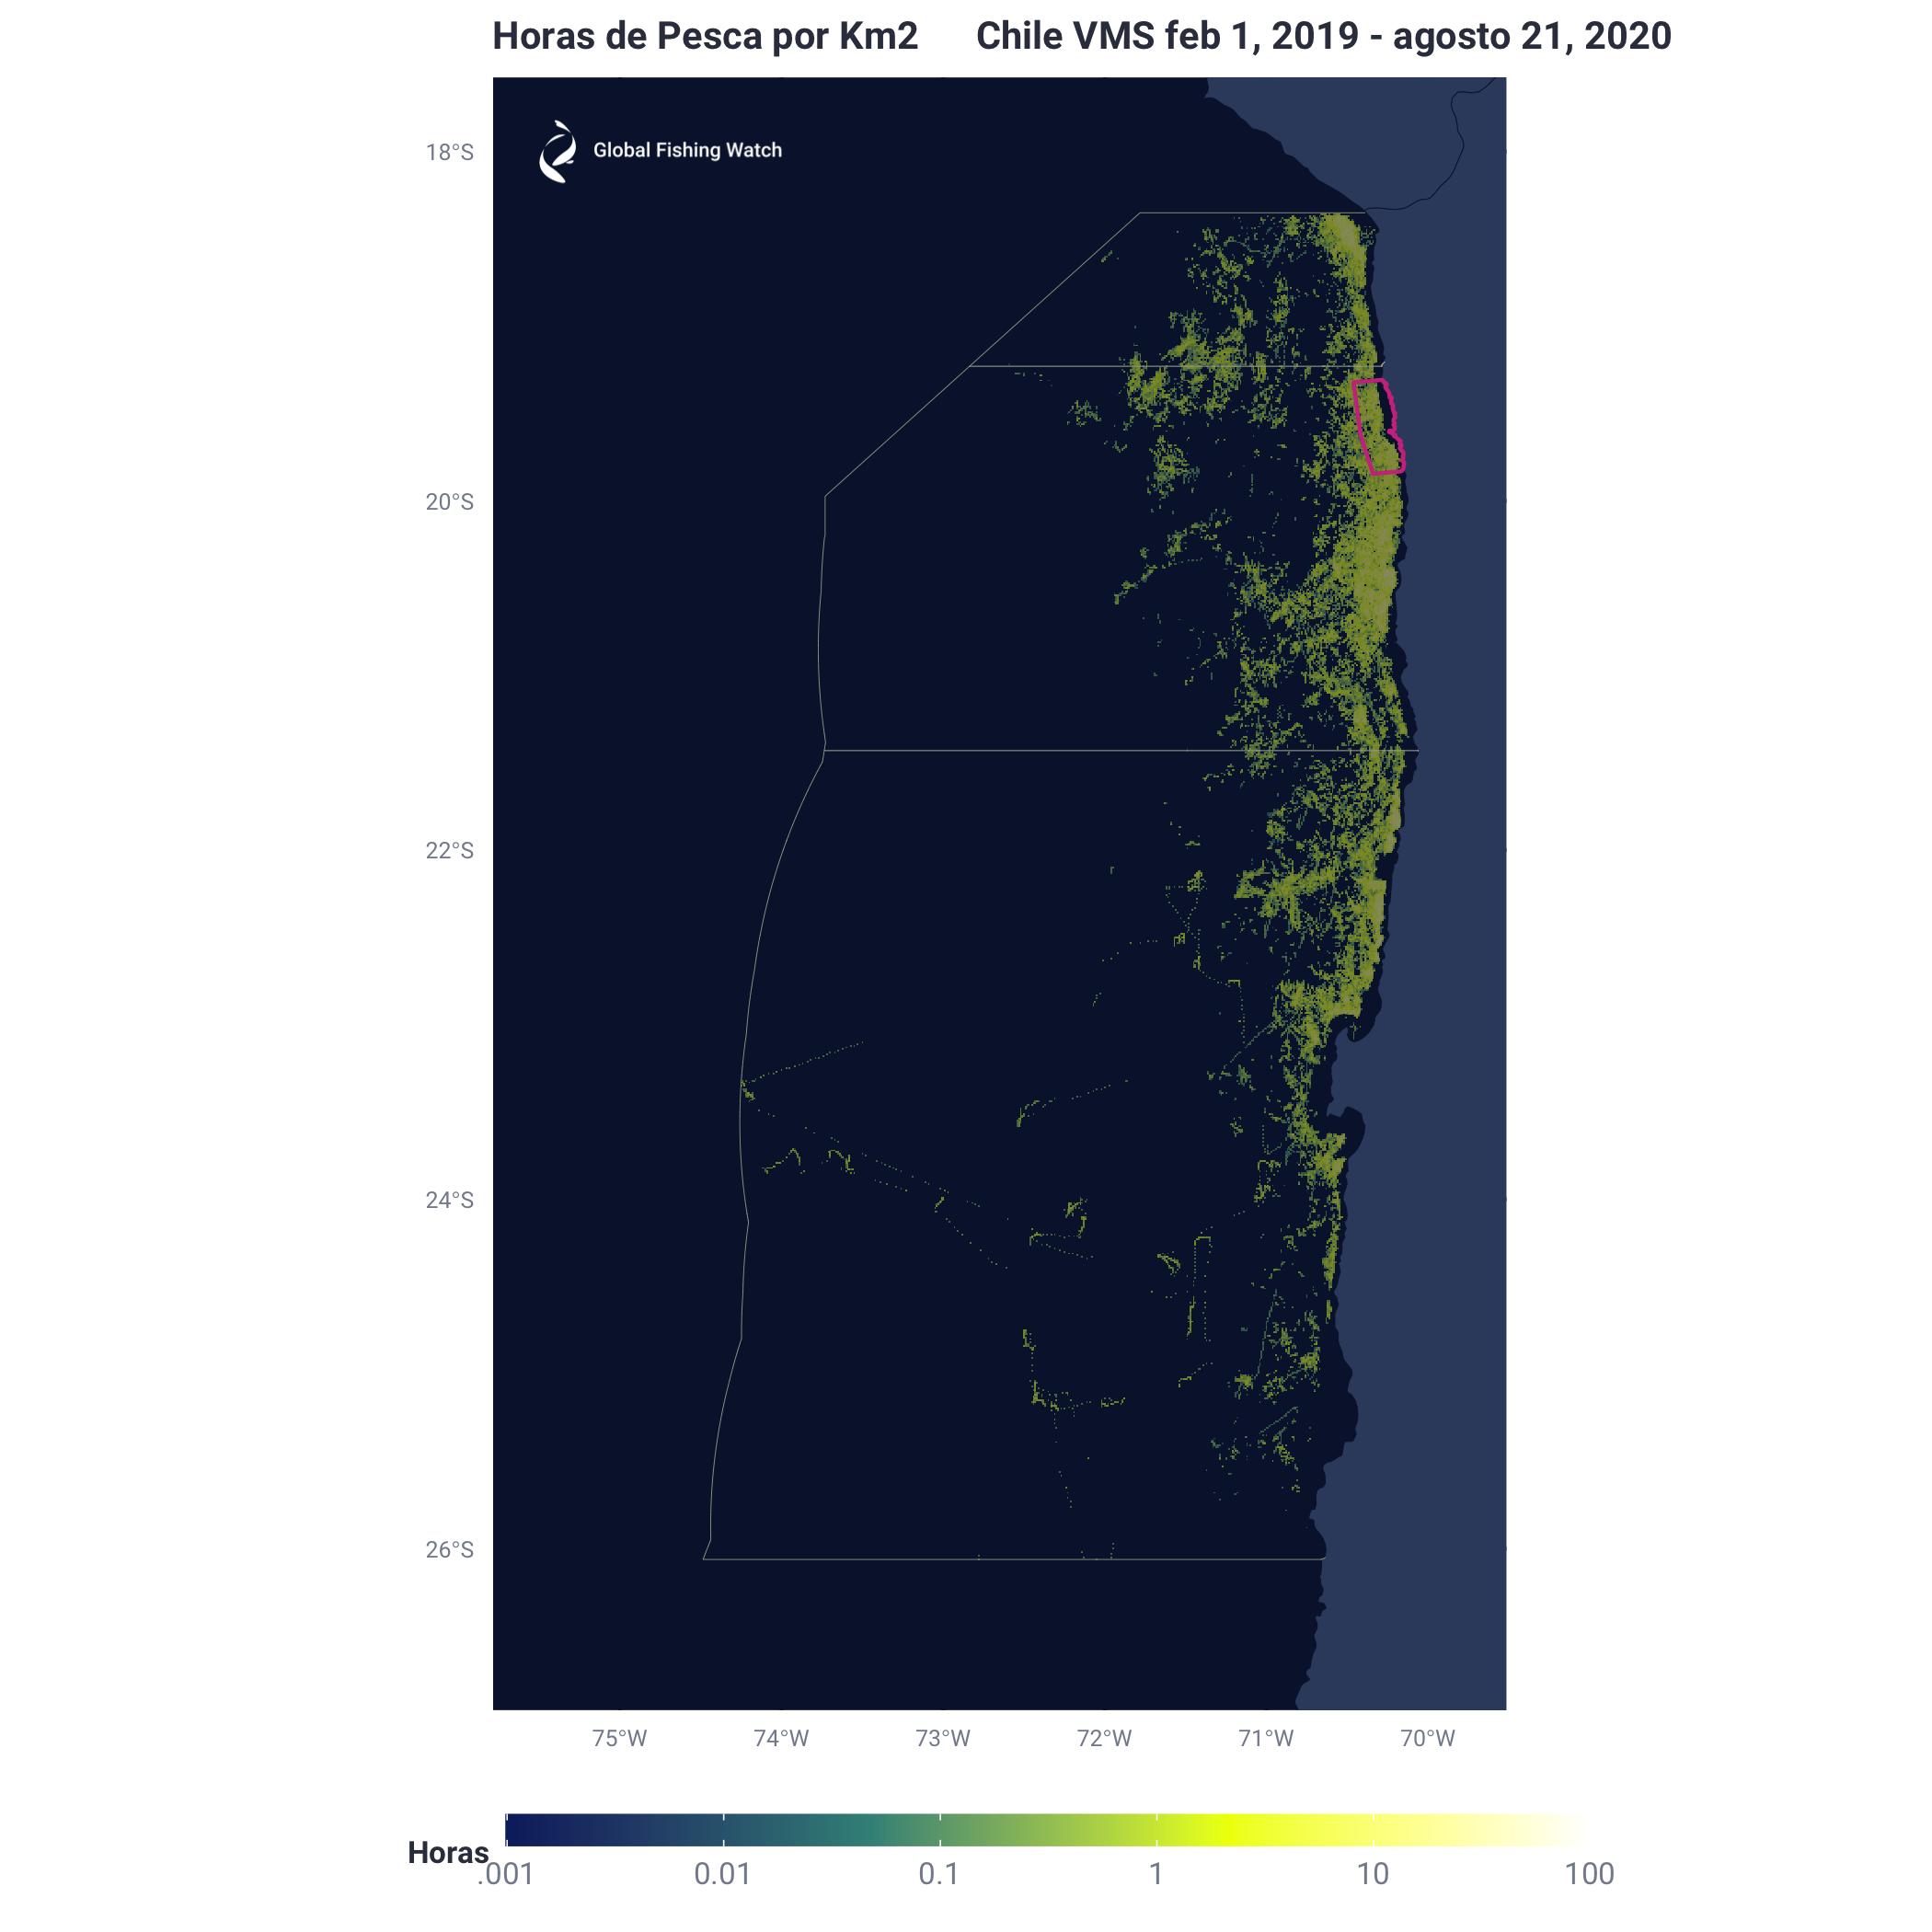 Horas de Pesca por Km2 Chile VMS feb 1, 2019 - agosto 21, 2020
Global Fishing Watch
18°S
20°S
22°S
24°S
26°S
75°W 74°W 73°W 72°W 71°W 70°W
Horas
.001 0.01 0.1 1 10 100